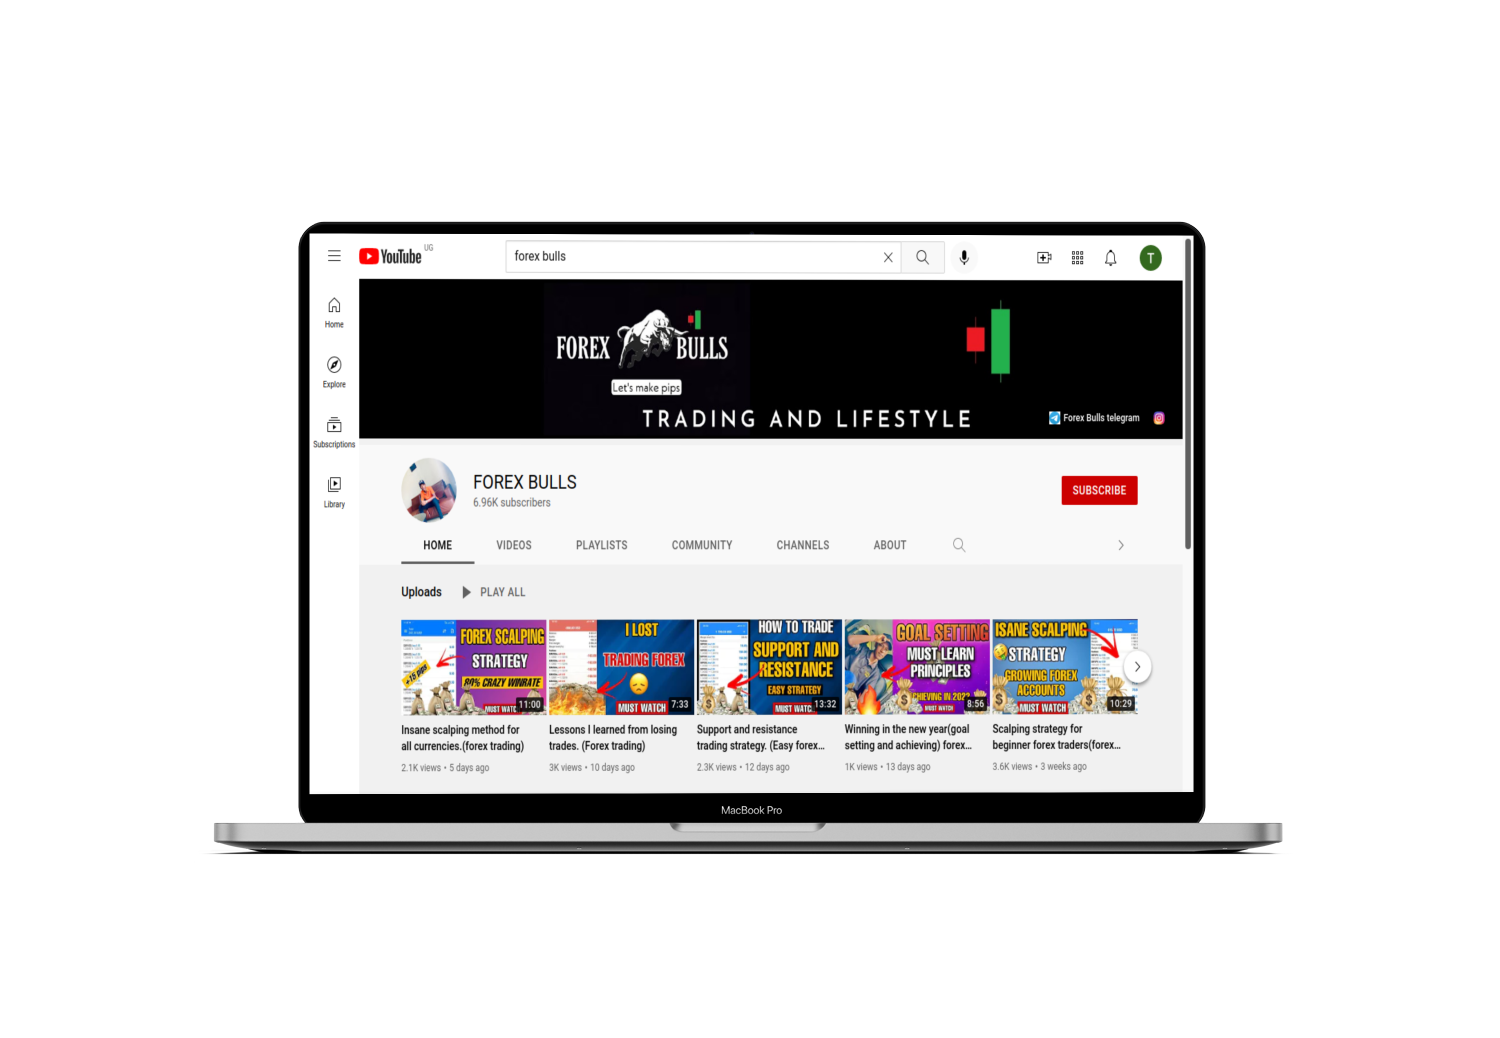 YouTube UG
forex bulls
T
Home
Explore
Subscriptions
Library
FOREX BULLS
Let's make pips
TRADING AND LIFESTYLE
Forex Bulls telegram
FOREX BULLS
6.96K subscribers
SUBSCRIBE
HOME VIDEOS PLAYLISTS COMMUNITY CHANNELS ABOUT
Uploads PLAY ALL
FOREX SCALPING
STRATEGY
+15 pips
80% CRAZY WINRATE
MUST WATC
11:00
Insane scalping method for
all currencies.(forex trading)
2.1K views • 5 days ago
I LOST
TRADING FOREX
MUST WATCH
7:33
Lessons I learned from losing
trades. (Forex trading)
3K views • 10 days ago
HOW TO TRADE
SUPPORT AND
RESISTANCE
EASY STRATEGY
MUST WATC
13:32
Support and resistance
trading strategy. (Easy forex...
2.3K views • 12 days ago
GOAL SETTING
MUST LEARN
PRINCIPLES
CHIEVING IN 202
MUST WATCH
8:56
Winning in the new year(goal
setting and achieving) forex...
1K views • 13 days ago
ISANE SCALPING
STRATEGY
GROWING FOREX
ACCOUNTS
MUST WATCH
10:29
Scalping strategy for
beginner forex traders(forex...
3.6K views • 3 weeks ago
MacBook Pro